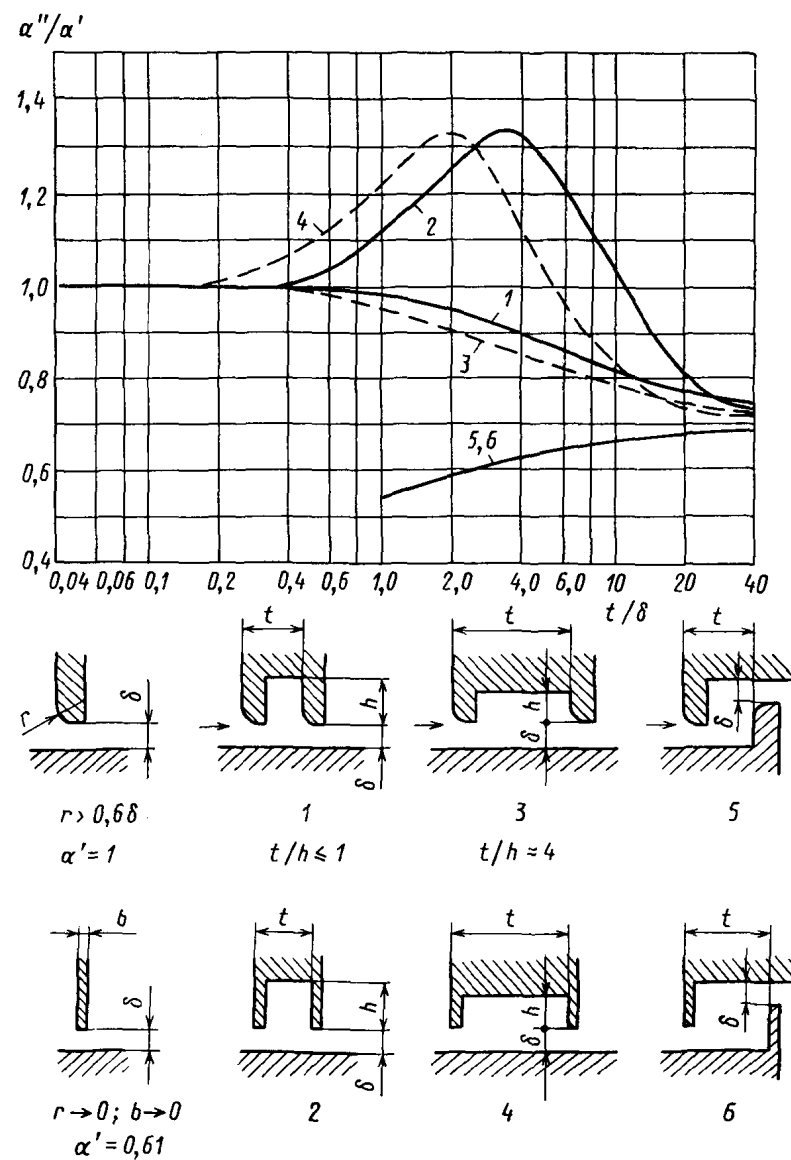 α″/α′
1,4
1,2
1,0
0,8
0,6
0,4
4
2
1
3
5,6
0,04 0,06 0,1 0,2 0,4 0,6 1,0 2,0 4,0 6,0 10 20 40
t/δ
t
t
t
r
δ
h
δ
h
δ
δ
r > 0,6δ
1
3
5
α′ = 1
t/h ≤ 1
t/h = 4
b
t
t
t
δ
h
δ
h
δ
δ
r → 0; b → 0
2
4
6
α′ = 0,61